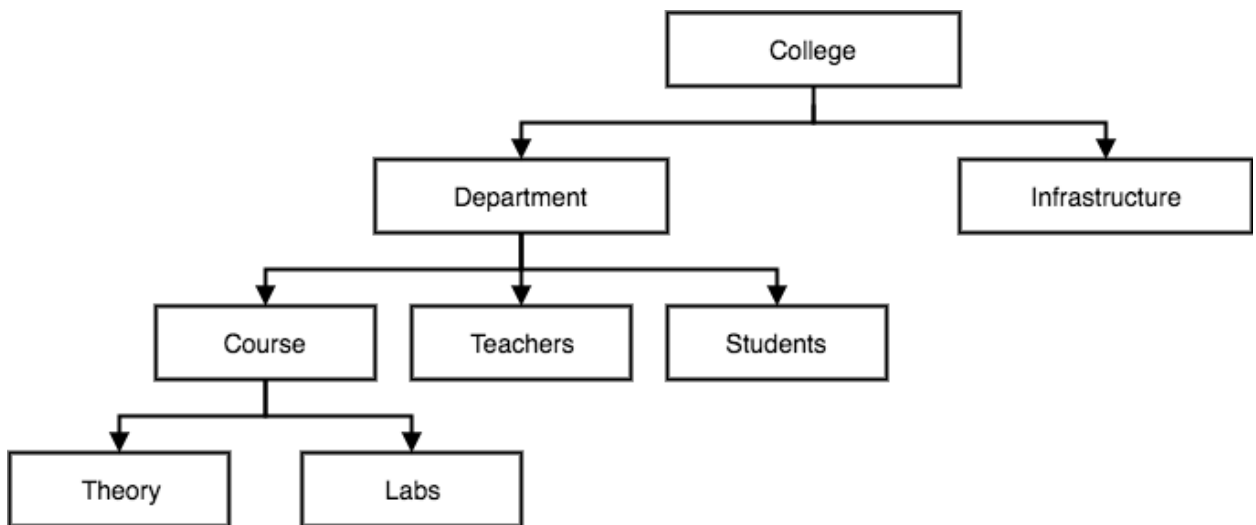 College
Department
Infrastructure
Course
Teachers
Students
Theory
Labs